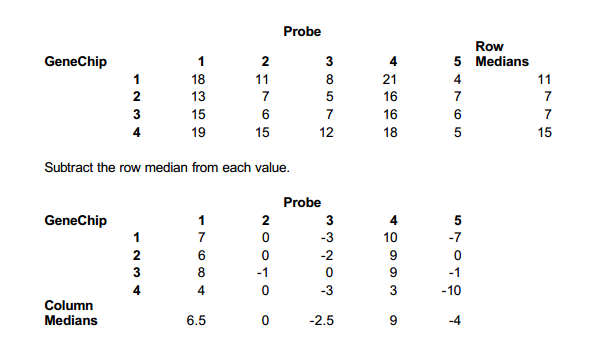 Probe
Row
GeneChip 1 2 3 4 5 Medians
1 18 11 8 21 4 11
2 13 7 5 16 7 7
3 15 6 7 16 6 7
4 19 15 12 18 5 15
Subtract the row median from each value.
Probe
GeneChip 1 2 3 4 5
1 7 0 -3 10 -7
2 6 0 -2 9 0
3 8 -1 0 9 -1
4 4 0 -3 3 -10
Column
Medians 6.5 0 -2.5 9 -4